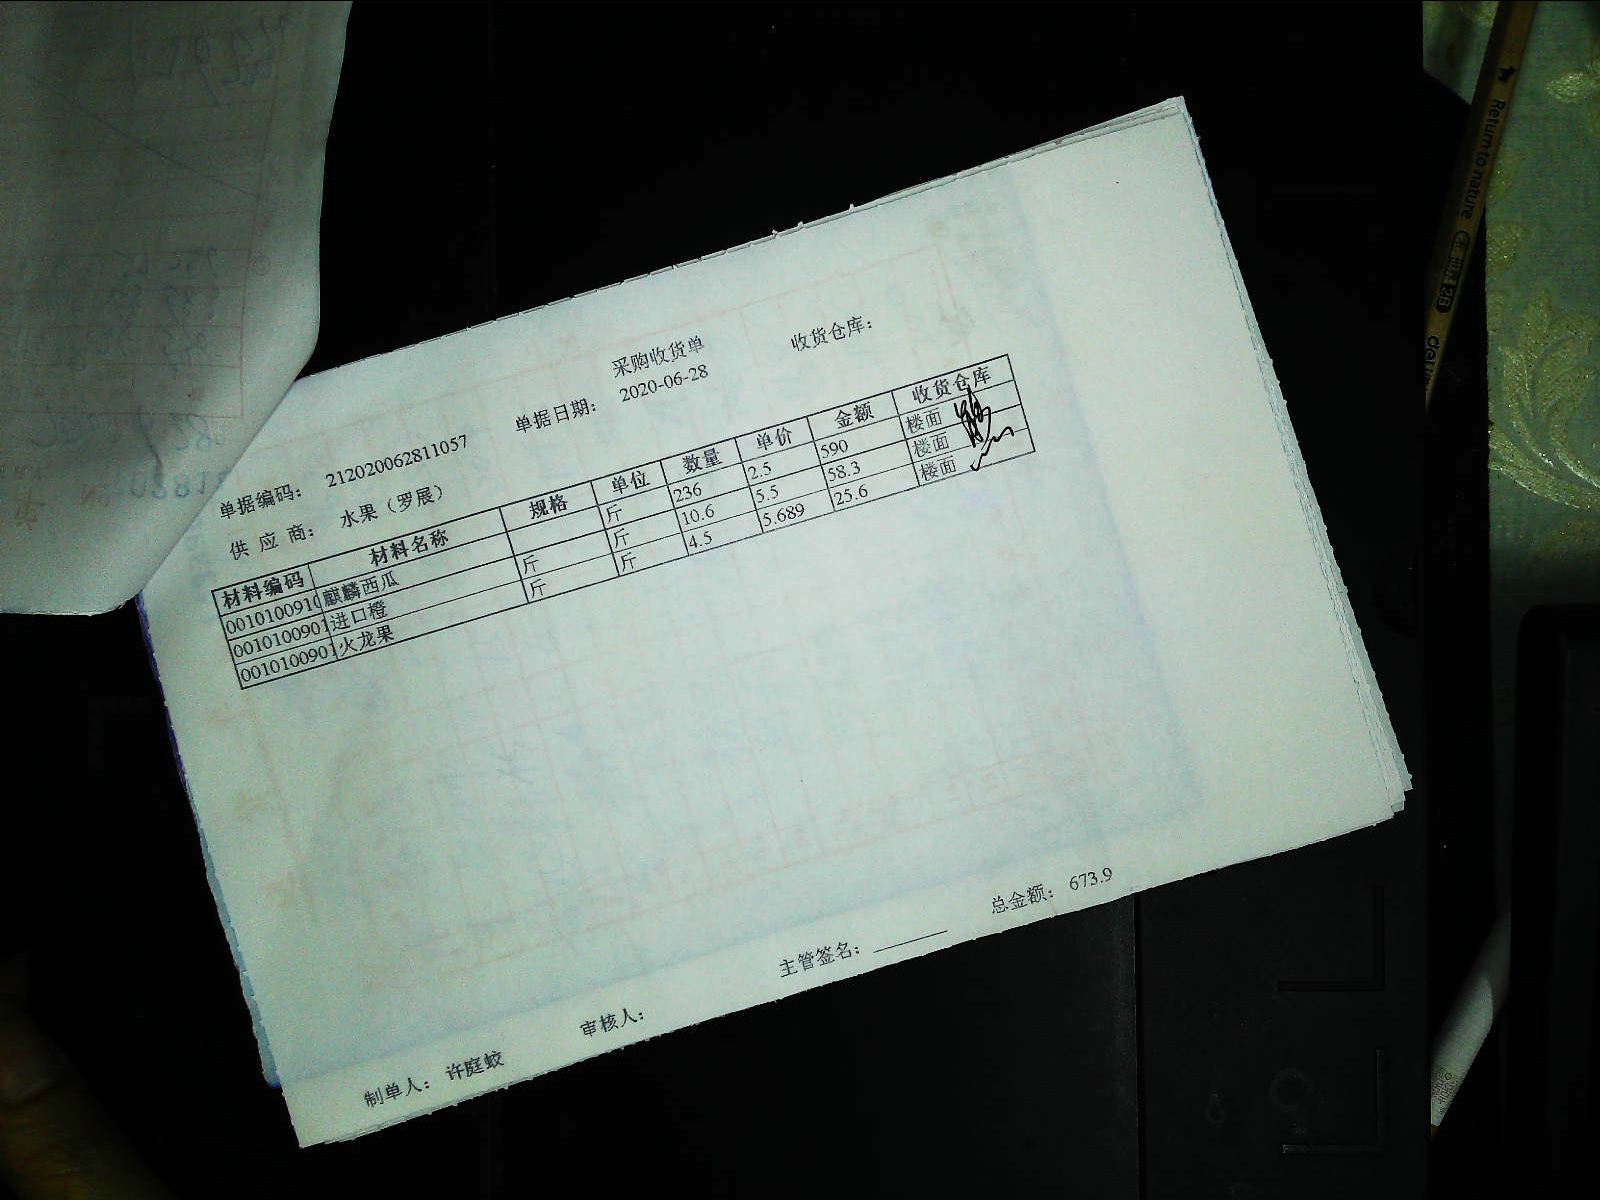 采购收货单 收货仓库：
单据编码： 212020062811057 单据日期： 2020-06-28
供 应 商： 水果（罗展）
材料编码 材料名称 规格 单位 数量 单价 金额 收货仓库
0010100910 麒麟西瓜 斤 236 2.5 590 楼面
001010090 进口橙 斤 斤 10.6 5.5 58.3 楼面
001010090 火龙果 斤 斤 4.5 5.689 25.6 楼面
总金额： 673.9
主管签名：
审核人：
制单人： 许庭蛟
Return to nature
2B
deli